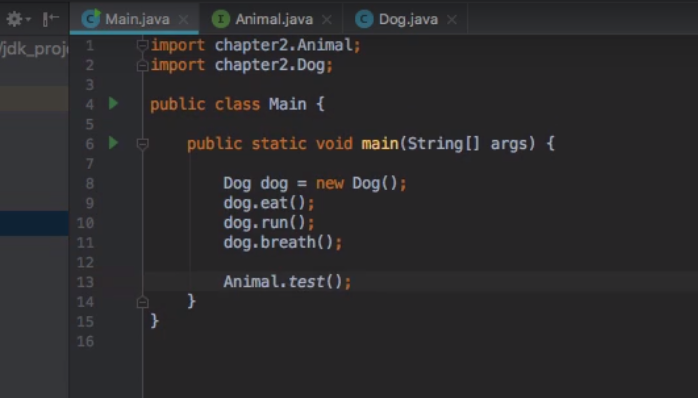 Main.java Animal.java Dog.java
/jdk_proj
1 import chapter2.Animal;
2 import chapter2.Dog;
3
4 public class Main {
5
6 public static void main(String[] args) {
7
8 Dog dog = new Dog();
9 dog.eat();
10 dog.run();
11 dog.breath();
12
13 Animal.test();
14 }
15 }
16